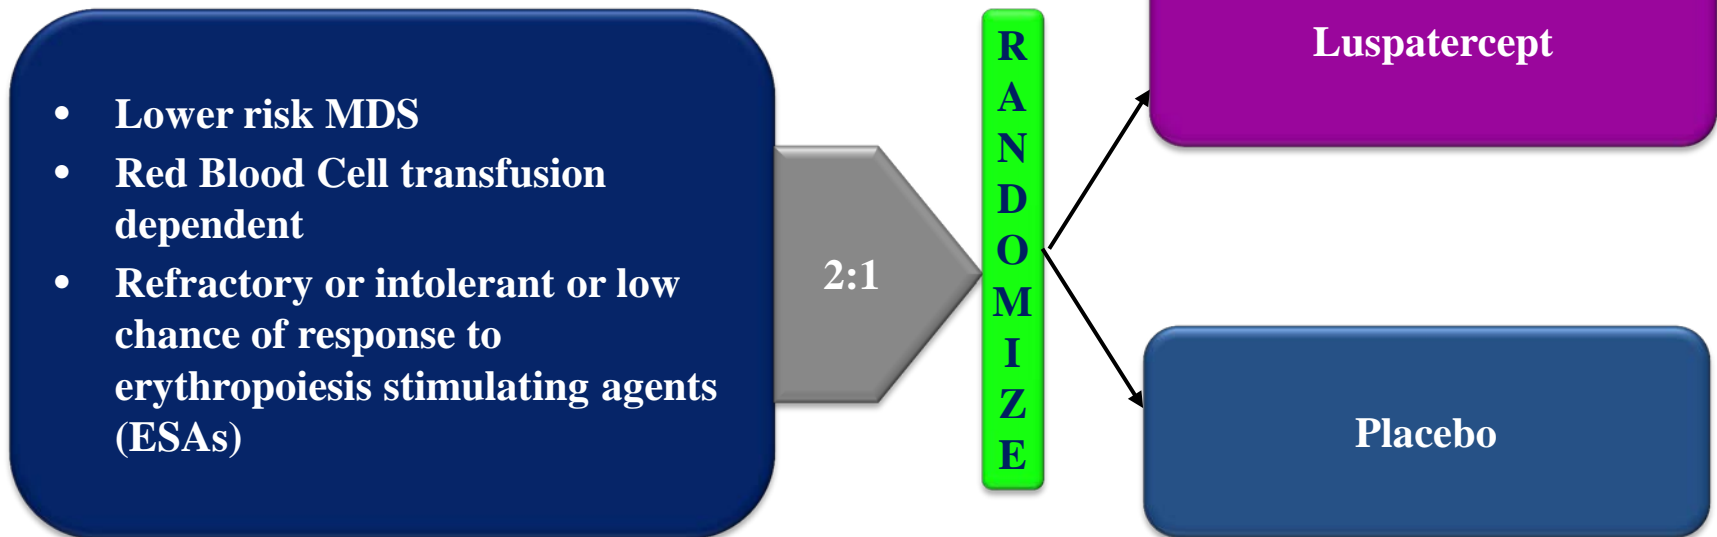 • Lower risk MDS
• Red Blood Cell transfusion
dependent
• Refractory or intolerant or low
chance of response to
erythropoiesis stimulating agents
(ESAs)
2:1
R
A
N
D
O
M
I
Z
E
Luspatercept
Placebo